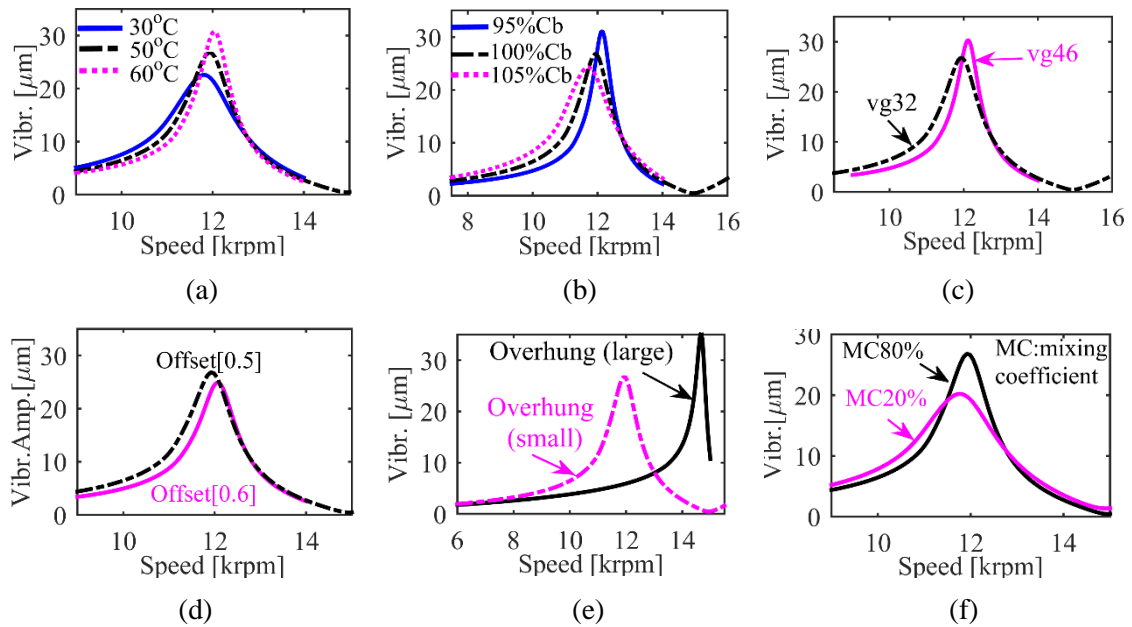 Vibr. [μm]
30
20
10
0
30°C
50°C
60°C
10
12
14
Speed [krpm]
(a)
Vibr. [μm]
30
20
10
0
95%Cb
100%Cb
105%Cb
8
10
12
14
16
Speed [krpm]
(b)
Vibr. [μm]
30
20
10
0
vg46
vg32
10
12
14
16
Speed [krpm]
(c)
Vibr.Amp.[μm]
30
20
10
0
Offset[0.5]
Offset[0.6]
10
12
14
Speed [krpm]
(d)
Vibr. [μm]
30
20
10
0
Overhung (large)
Overhung
(small)
6
8
10
12
14
Speed [krpm]
(e)
Vibr.[μm]
30
20
10
0
MC80%
MC:mixing
coefficient
MC20%
10
12
14
Speed [krpm]
(f)